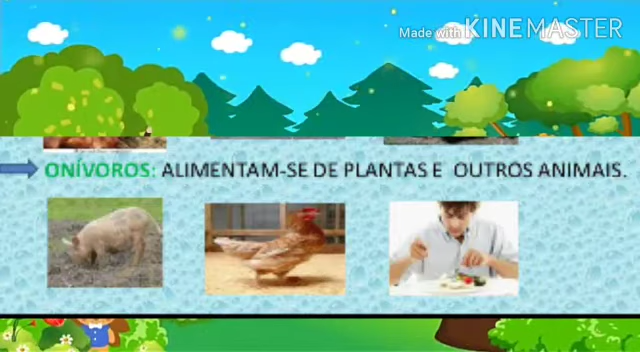 Made with KINEMASTER
ONÍVOROS: ALIMENTAM-SE DE PLANTAS E OUTROS ANIMAIS.